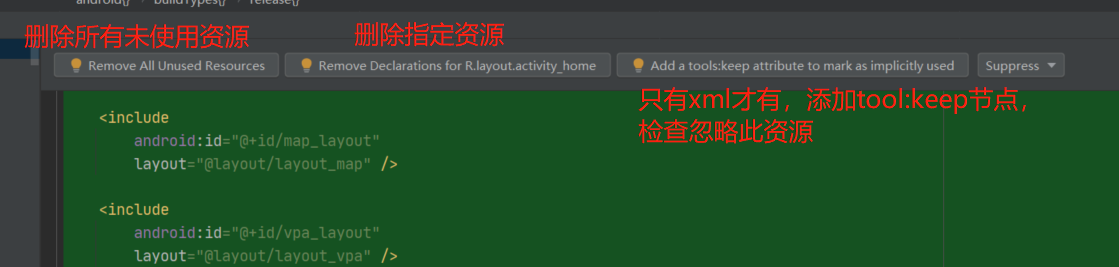 android{} › buildTypes{} › release{}
删除所有未使用资源
删除指定资源
Remove All Unused Resources
Remove Declarations for R.layout.activity_home
Add a tools:keep attribute to mark as implicitly used
Suppress
只有xml才有，添加tool:keep节点，
检查忽略此资源
<include
android:id="@+id/map_layout"
layout="@layout/layout_map" />
<include
android:id="@+id/vpa_layout"
layout="@layout/layout_vpa" />